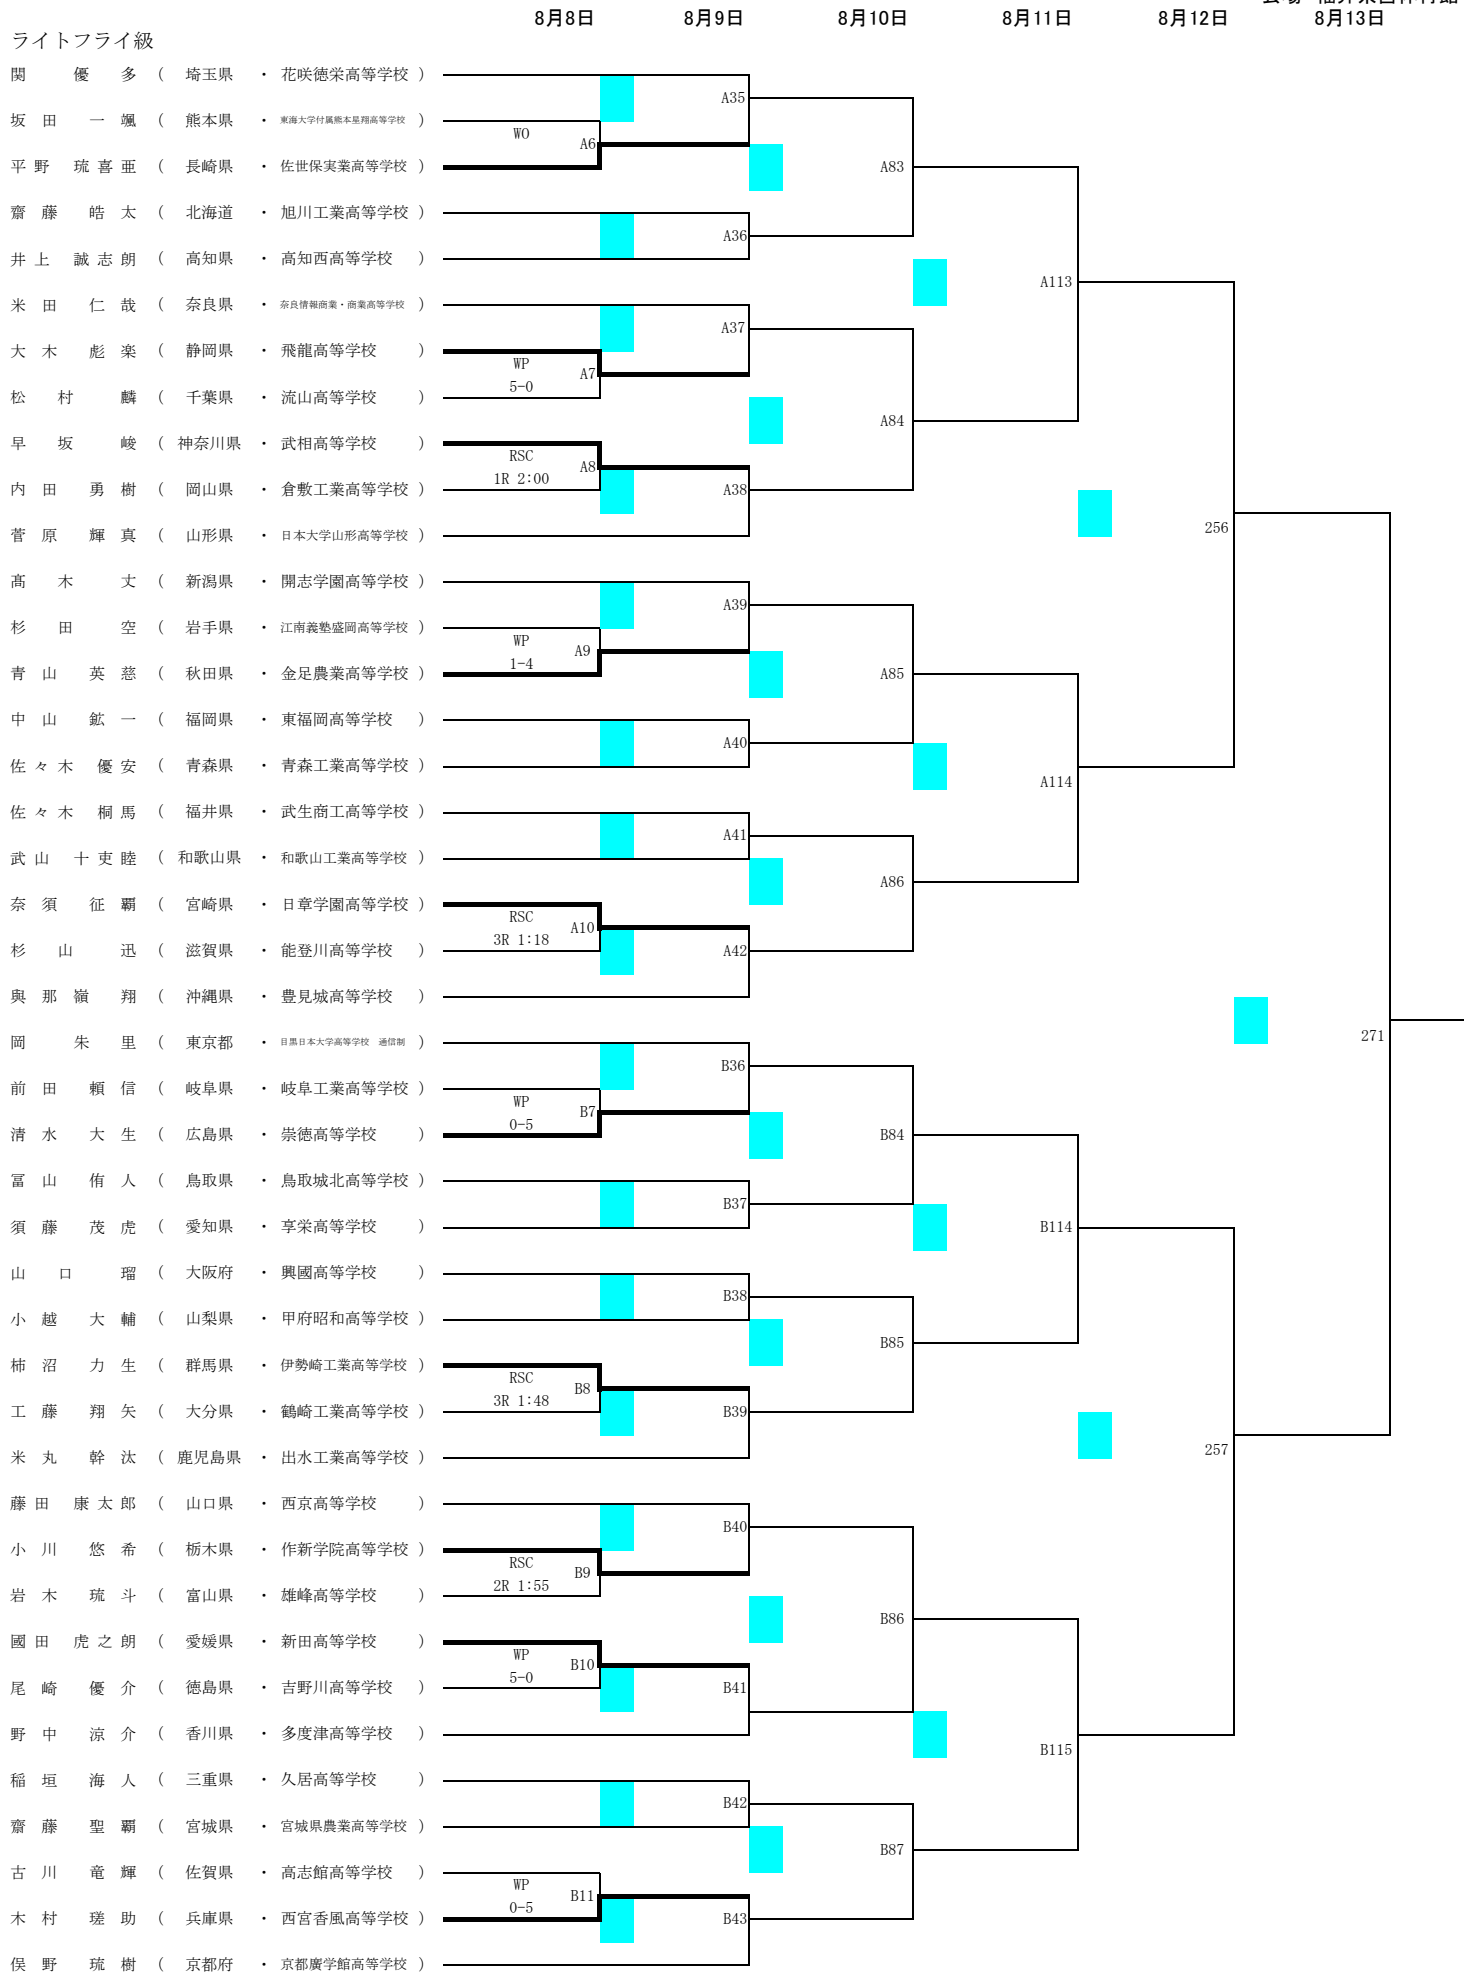 8月8日 8月9日 8月10日 8月11日 8月12日 8月13日
ライトフライ級
関 優多 ( 埼玉県 ・ 花咲徳栄高等学校 )
A35
坂田 一颯 ( 熊本県 ・ 東海大学付属熊本星翔高等学校 )
WO
A6
平野 琉喜亜 ( 長崎県 ・ 佐世保実業高等学校 )
A83
齋藤 皓太 ( 北海道 ・ 旭川工業高等学校 )
A36
井上 誠志朗 ( 高知県 ・ 高知西高等学校 )
A113
米田 仁哉 ( 奈良県 ・ 奈良情報商業・商業高等学校 )
A37
大木 彪楽 ( 静岡県 ・ 飛龍高等学校 )
WP
A7
5-0
松村 麟 ( 千葉県 ・ 流山高等学校 )
A84
早坂 峻 ( 神奈川県 ・ 武相高等学校 )
RSC
A8
1R 2:00
内田 勇樹 ( 岡山県 ・ 倉敷工業高等学校 )
A38
256
菅原 輝真 ( 山形県 ・ 日本大学山形高等学校 )
髙木 丈 ( 新潟県 ・ 開志学園高等学校 )
A39
杉田 空 ( 岩手県 ・ 江南義塾盛岡高等学校 )
WP
A9
1-4
青山 英慈 ( 秋田県 ・ 金足農業高等学校 )
A85
中山 鉱一 ( 福岡県 ・ 東福岡高等学校 )
A40
佐々木 優安 ( 青森県 ・ 青森工業高等学校 )
A114
佐々木 桐馬 ( 福井県 ・ 武生商工高等学校 )
A41
武山 十吏睦 ( 和歌山県 ・ 和歌山工業高等学校 )
A86
奈須 征覇 ( 宮崎県 ・ 日章学園高等学校 )
RSC
A10
3R 1:18
杉山 迅 ( 滋賀県 ・ 能登川高等学校 )
A42
與那嶺 翔 ( 沖縄県 ・ 豊見城高等学校 )
271
岡 朱里 ( 東京都 ・ 目黒日本大学高等学校 通信制 )
B36
前田 頼信 ( 岐阜県 ・ 岐阜工業高等学校 )
WP
B7
0-5
清水 大生 ( 広島県 ・ 崇徳高等学校 )
B84
冨山 侑人 ( 鳥取県 ・ 鳥取城北高等学校 )
B37
須藤 茂虎 ( 愛知県 ・ 享栄高等学校 )
B114
山口 瑠 ( 大阪府 ・ 興國高等学校 )
B38
小越 大輔 ( 山梨県 ・ 甲府昭和高等学校 )
B85
柿沼 力生 ( 群馬県 ・ 伊勢崎工業高等学校 )
RSC
B8
3R 1:48
工藤 翔矢 ( 大分県 ・ 鶴崎工業高等学校 )
B39
257
米丸 幹汰 ( 鹿児島県 ・ 出水工業高等学校 )
藤田 康太郎 ( 山口県 ・ 西京高等学校 )
B40
小川 悠希 ( 栃木県 ・ 作新学院高等学校 )
RSC
B9
2R 1:55
岩木 琉斗 ( 富山県 ・ 雄峰高等学校 )
B86
國田 虎之朗 ( 愛媛県 ・ 新田高等学校 )
WP
B10
5-0
尾崎 優介 ( 徳島県 ・ 吉野川高等学校 )
B41
野中 涼介 ( 香川県 ・ 多度津高等学校 )
B115
稲垣 海人 ( 三重県 ・ 久居高等学校 )
B42
齋藤 聖覇 ( 宮城県 ・ 宮城県農業高等学校 )
B87
古川 竜輝 ( 佐賀県 ・ 高志館高等学校 )
WP
B11
0-5
木村 瑳助 ( 兵庫県 ・ 西宮香風高等学校 )
B43
俣野 琉樹 ( 京都府 ・ 京都廣学館高等学校 )